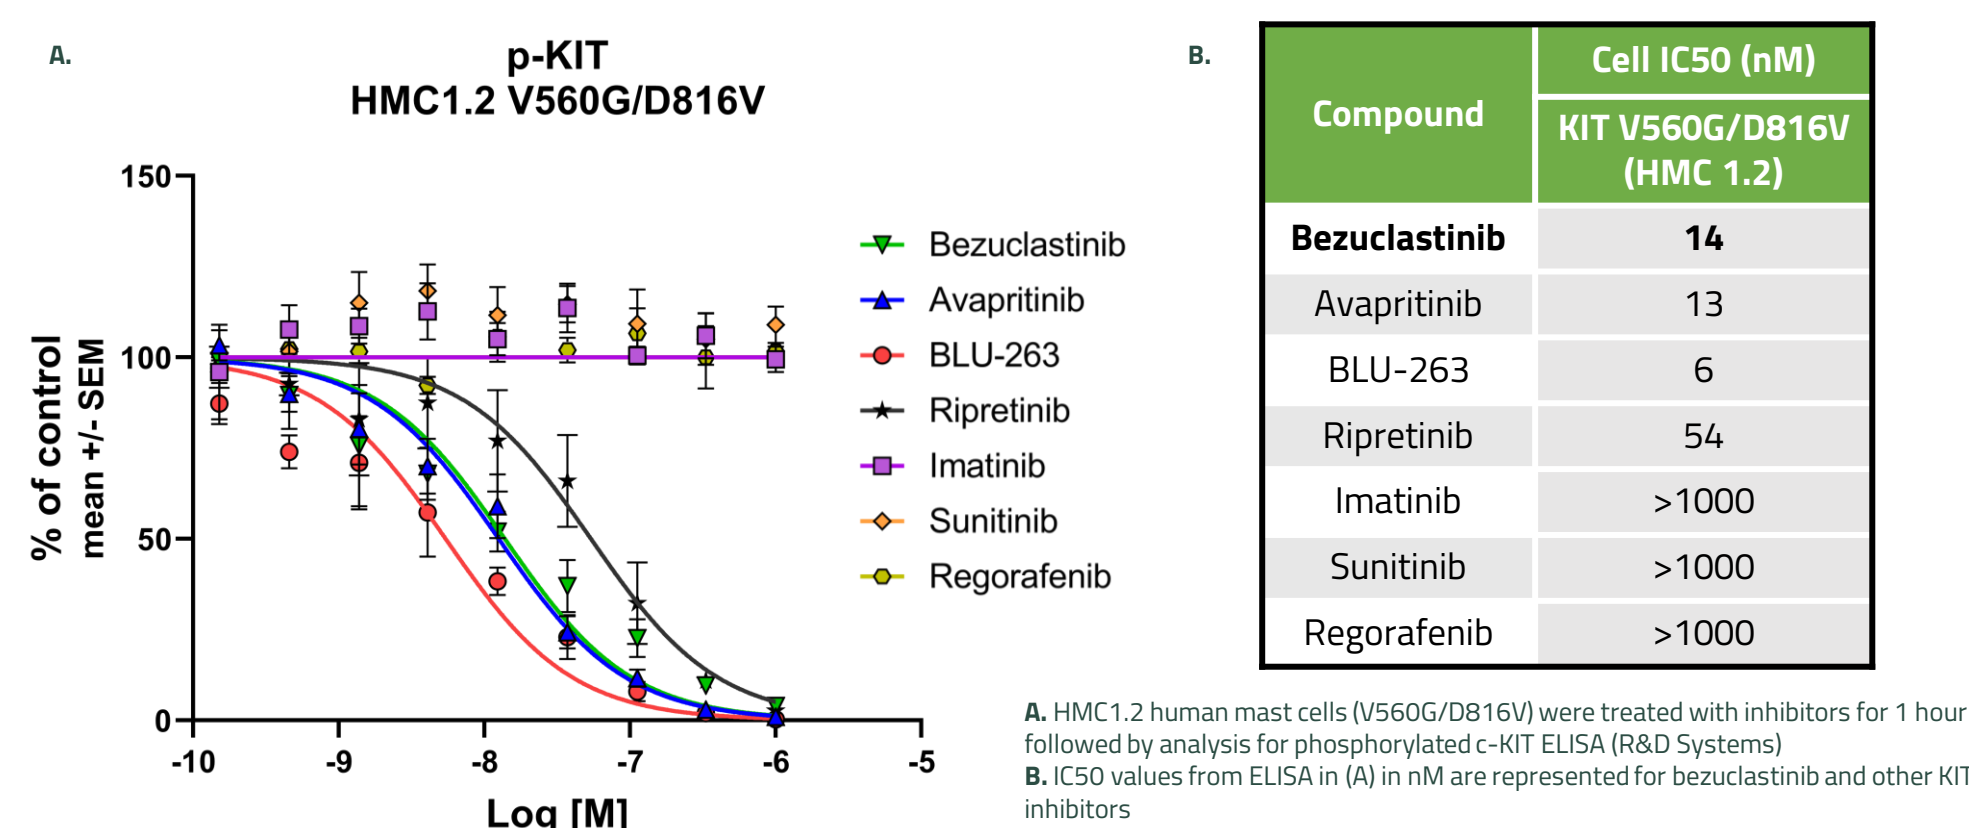 A.
p-KIT
HMC1.2 V560G/D816V
% of control
mean +/- SEM
150
100
50
0
-10
-9
-8
-7
-6
-5
Log [M]
Bezuclastinib
Avapritinib
BLU-263
Ripretinib
Imatinib
Sunitinib
Regorafenib
B.
Compound
Cell IC50 (nM)
KIT V560G/D816V
(HMC 1.2)
Bezuclastinib 14
Avapritinib 13
BLU-263 6
Ripretinib 54
Imatinib >1000
Sunitinib >1000
Regorafenib >1000
A. HMC1.2 human mast cells (V560G/D816V) were treated with inhibitors for 1 hour
followed by analysis for phosphorylated c-KIT ELISA (R&D Systems)
B. IC50 values from ELISA in (A) in nM are represented for bezuclastinib and other KIT
inhibitors